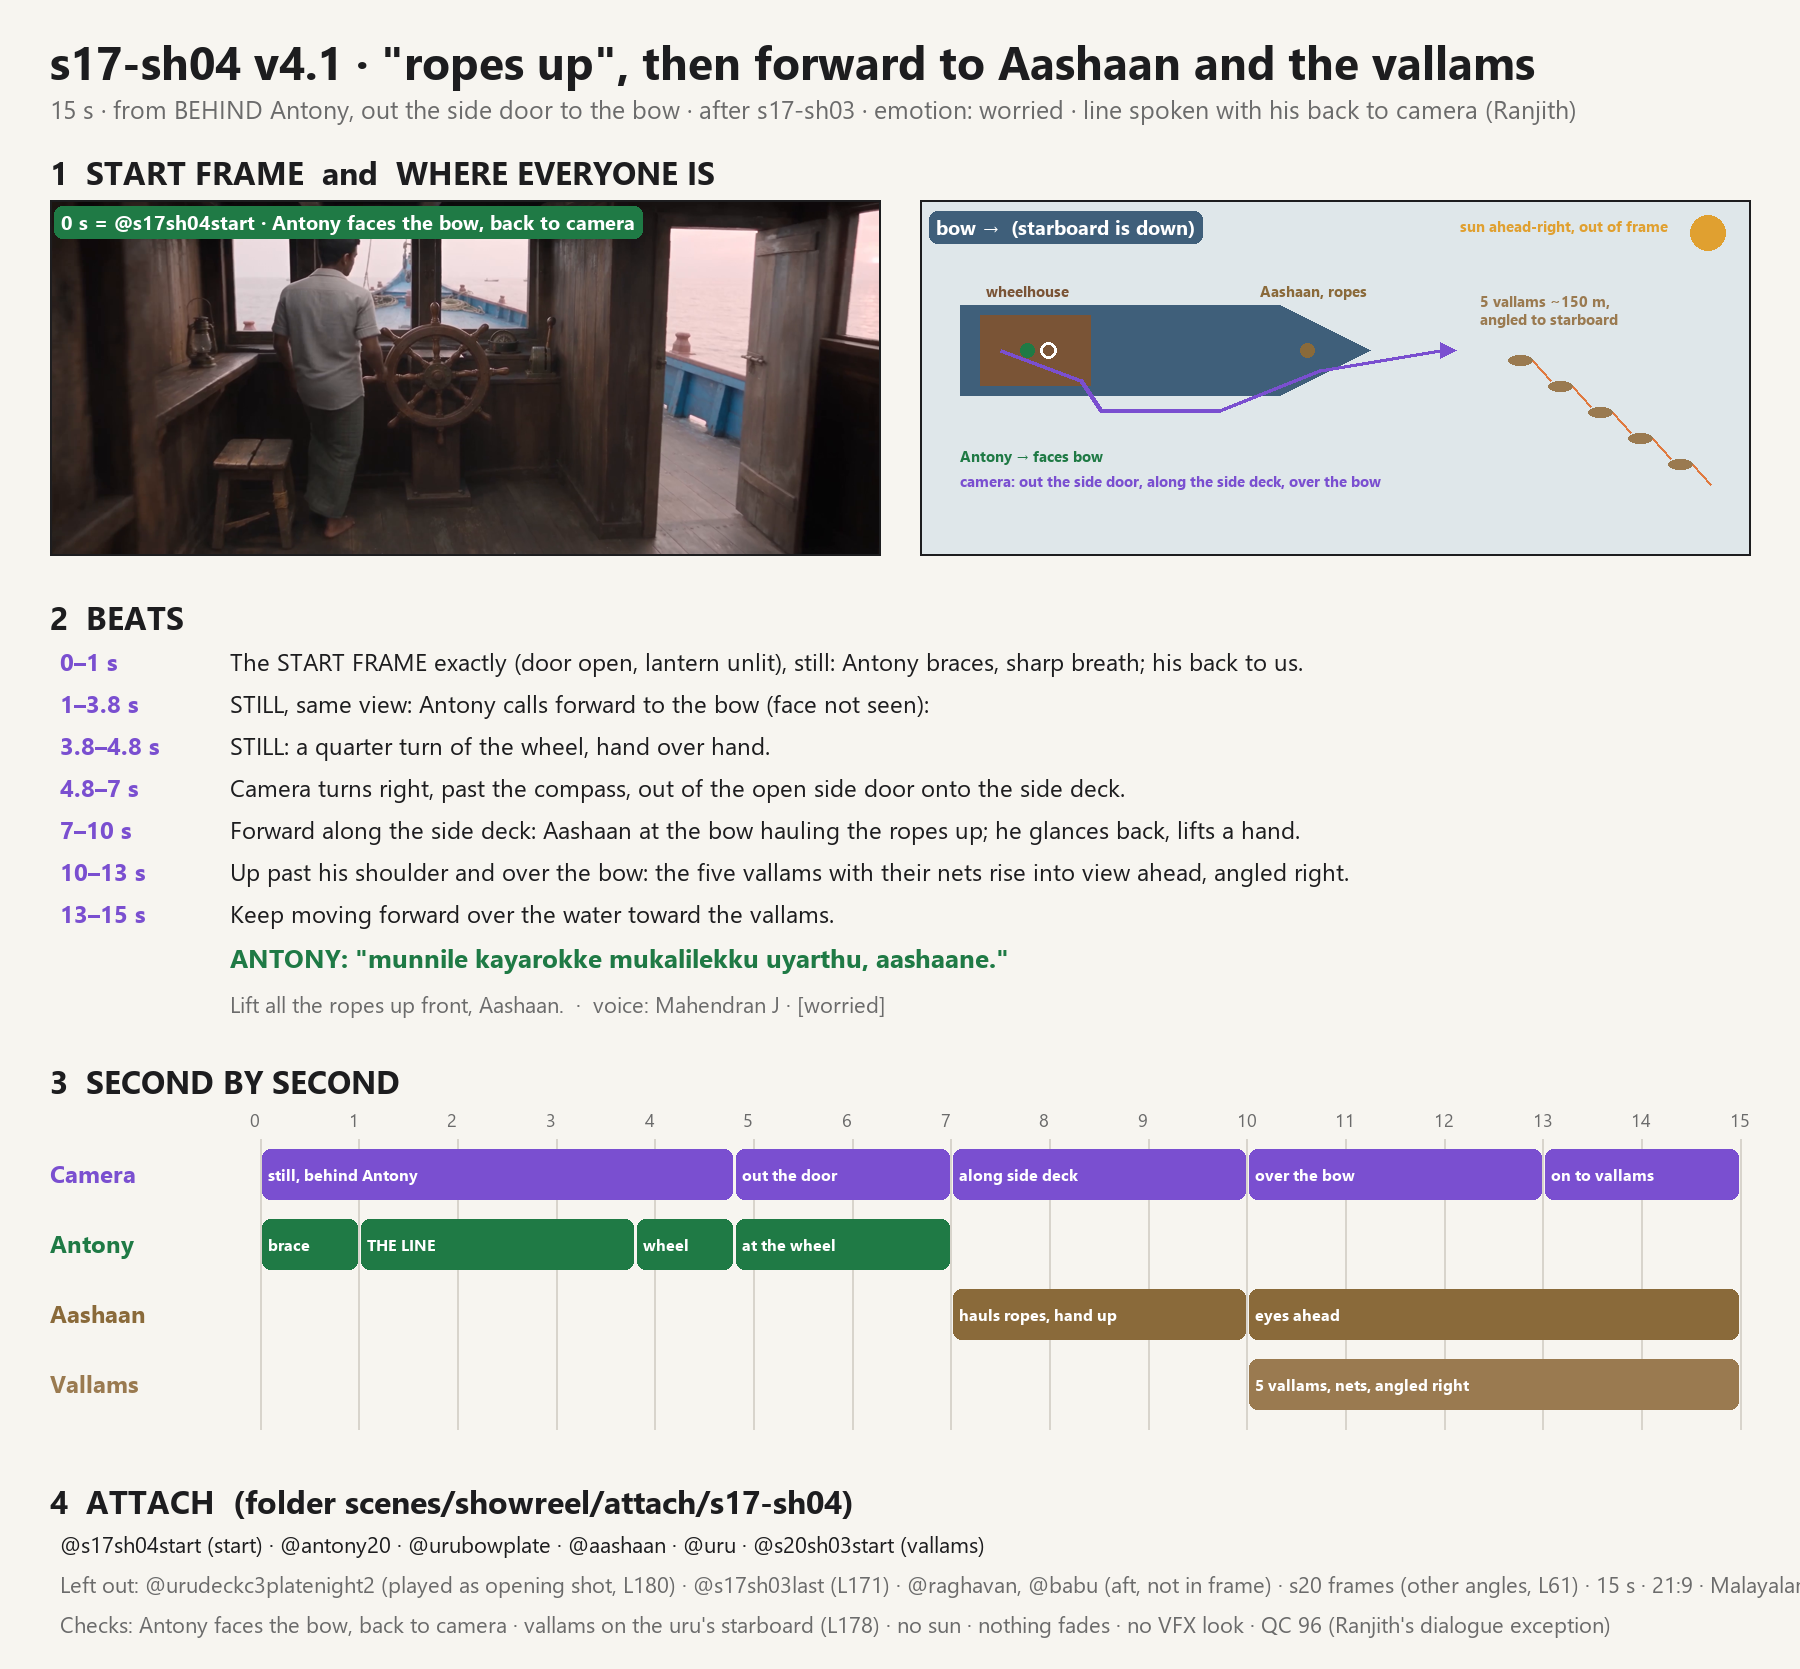 s17-sh04 v4.1 · "ropes up", then forward to Aashaan and the vallams
15 s · from BEHIND Antony, out the side door to the bow · after s17-sh03 · emotion: worried · line spoken with his back to camera (Ranjith)
1 START FRAME and WHERE EVERYONE IS
0 s = @s17sh04start · Antony faces the bow, back to camera
bow → (starboard is down)
sun ahead-right, out of frame
wheelhouse
Aashaan, ropes
5 vallams ~150 m,
angled to starboard
Antony → faces bow
camera: out the side door, along the side deck, over the bow
2 BEATS
0–1 s The START FRAME exactly (door open, lantern unlit), still: Antony braces, sharp breath; his back to us.
1–3.8 s STILL, same view: Antony calls forward to the bow (face not seen):
3.8–4.8 s STILL: a quarter turn of the wheel, hand over hand.
4.8–7 s Camera turns right, past the compass, out of the open side door onto the side deck.
7–10 s Forward along the side deck: Aashaan at the bow hauling the ropes up; he glances back, lifts a hand.
10–13 s Up past his shoulder and over the bow: the five vallams with their nets rise into view ahead, angled right.
13–15 s Keep moving forward over the water toward the vallams.
ANTONY: "munnile kayarokke mukalilekku uyarthu, aashaane."
Lift all the ropes up front, Aashaan. · voice: Mahendran J · [worried]
3 SECOND BY SECOND
0 1 2 3 4 5 6 7 8 9 10 11 12 13 14 15
Camera still, behind Antony out the door along side deck over the bow on to vallams
Antony brace THE LINE wheel at the wheel
Aashaan hauls ropes, hand up eyes ahead
Vallams 5 vallams, nets, angled right
4 ATTACH (folder scenes/showreel/attach/s17-sh04)
@s17sh04start (start) · @antony20 · @urubowplate · @aashaan · @uru · @s20sh03start (vallams)
Left out: @urudeckc3platenight2 (played as opening shot, L180) · @s17sh03last (L171) · @raghavan, @babu (aft, not in frame) · s20 frames (other angles, L61) · 15 s · 21:9 ·
Checks: Antony faces the bow, back to camera · vallams on the uru's starboard (L178) · no sun · nothing fades · no VFX look · QC 96 (Ranjith's dialogue exception)